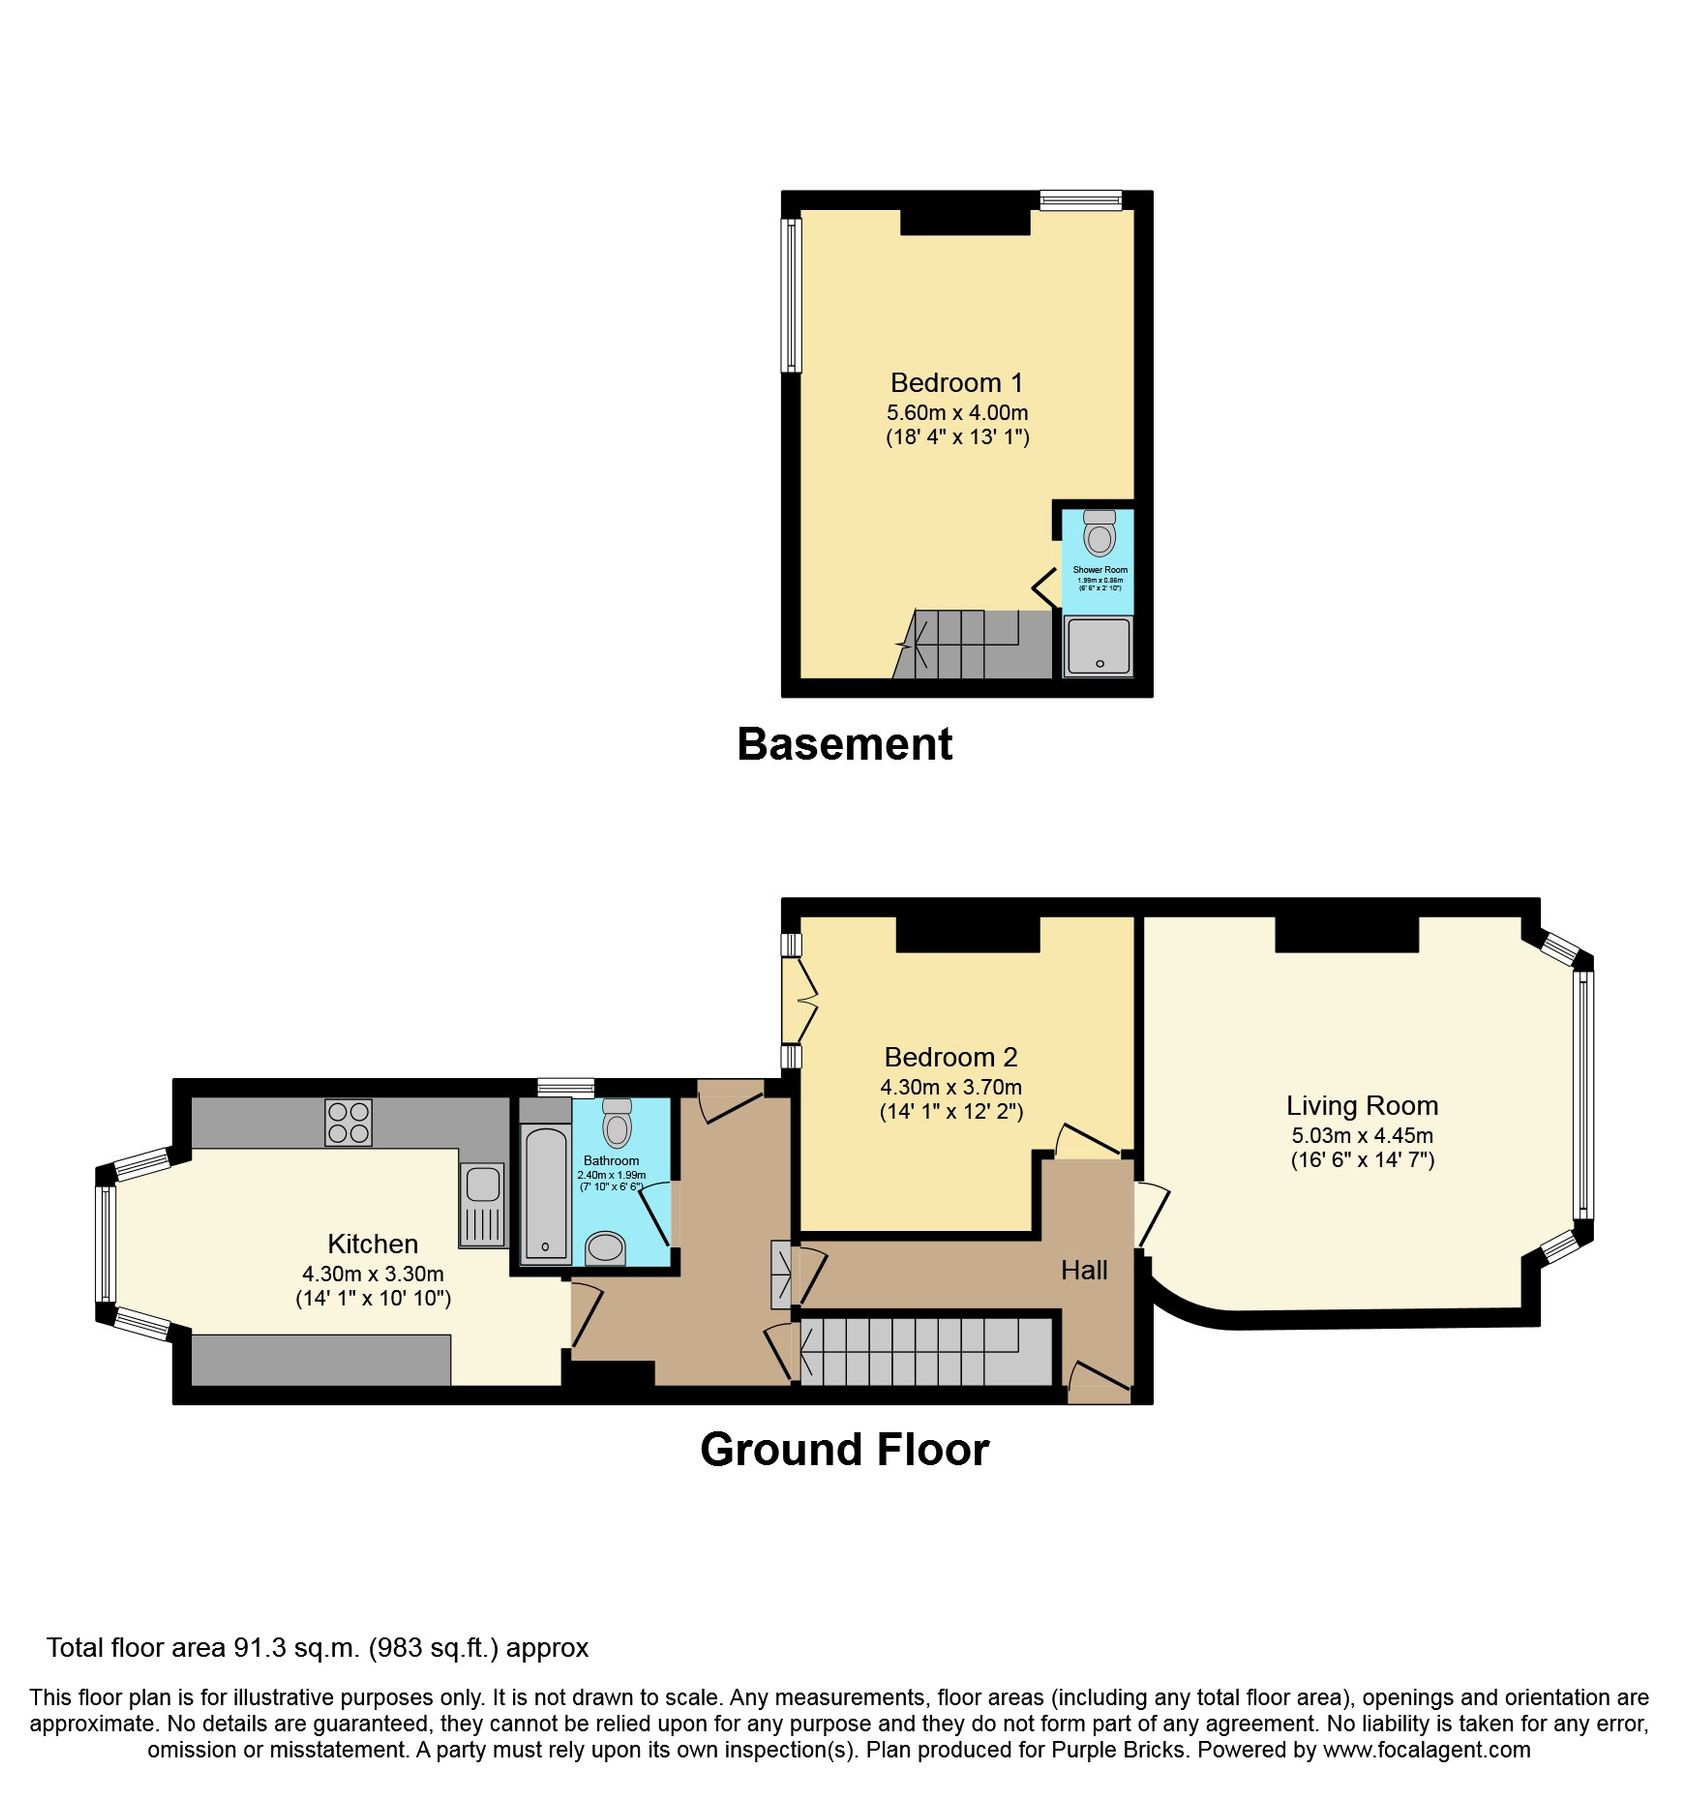 Bedroom 1
5.60m x 4.00m
(18' 4" x 13' 1")
Shower Room
1.99m x 0.86m
(6' 6" x 2' 10")
Basement
Bedroom 2
4.30m x 3.70m
(14' 1" x 12' 2")
Living Room
5.03m x 4.45m
(16' 6" x 14' 7")
Bathroom
2.40m x 1.99m
(7' 10" x 6' 6")
Kitchen
4.30m x 3.30m
(14' 1" x 10' 10")
Hall
Ground Floor
Total floor area 91.3 sq.m. (983 sq.ft.) approx
This floor plan is for illustrative purposes only. It is not drawn to scale. Any measurements, floor areas (including any total floor area), openings and orientation are
approximate. No details are guaranteed, they cannot be relied upon for any purpose and they do not form part of any agreement. No liability is taken for any error,
omission or misstatement. A party must rely upon its own inspection(s). Plan produced for Purple Bricks. Powered by www.focalagent.com